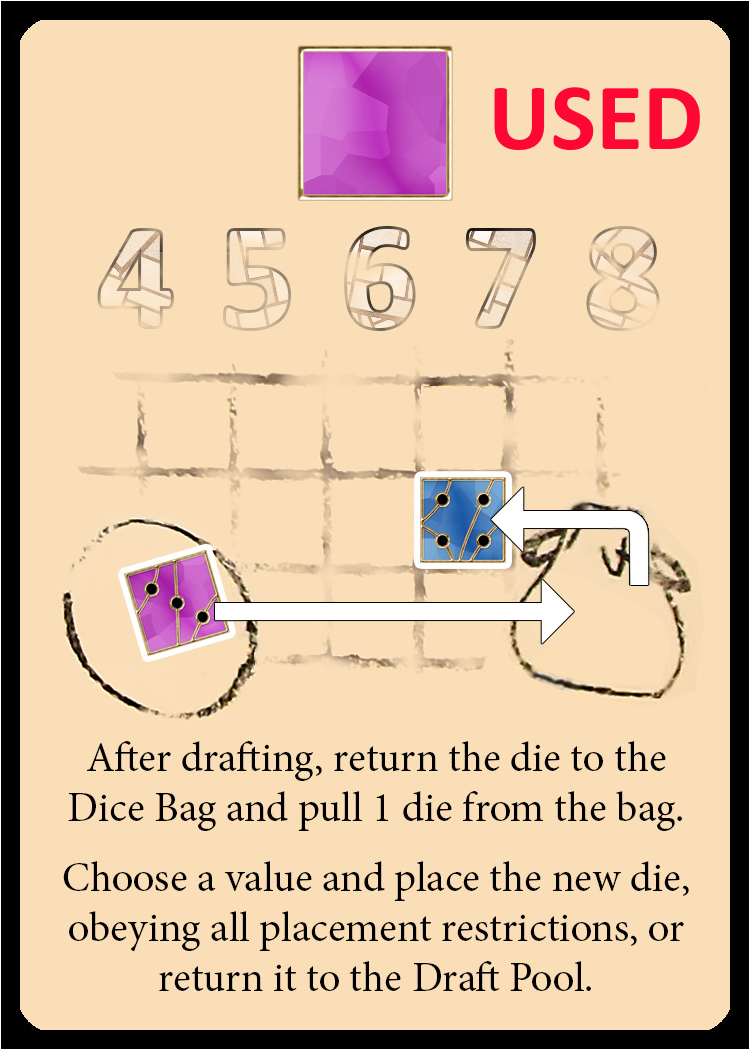 USED
4 5 6 7 8
After drafting, return the die to the
Dice Bag and pull 1 die from the bag.
Choose a value and place the new die,
obeying all placement restrictions, or
return it to the Draft Pool.